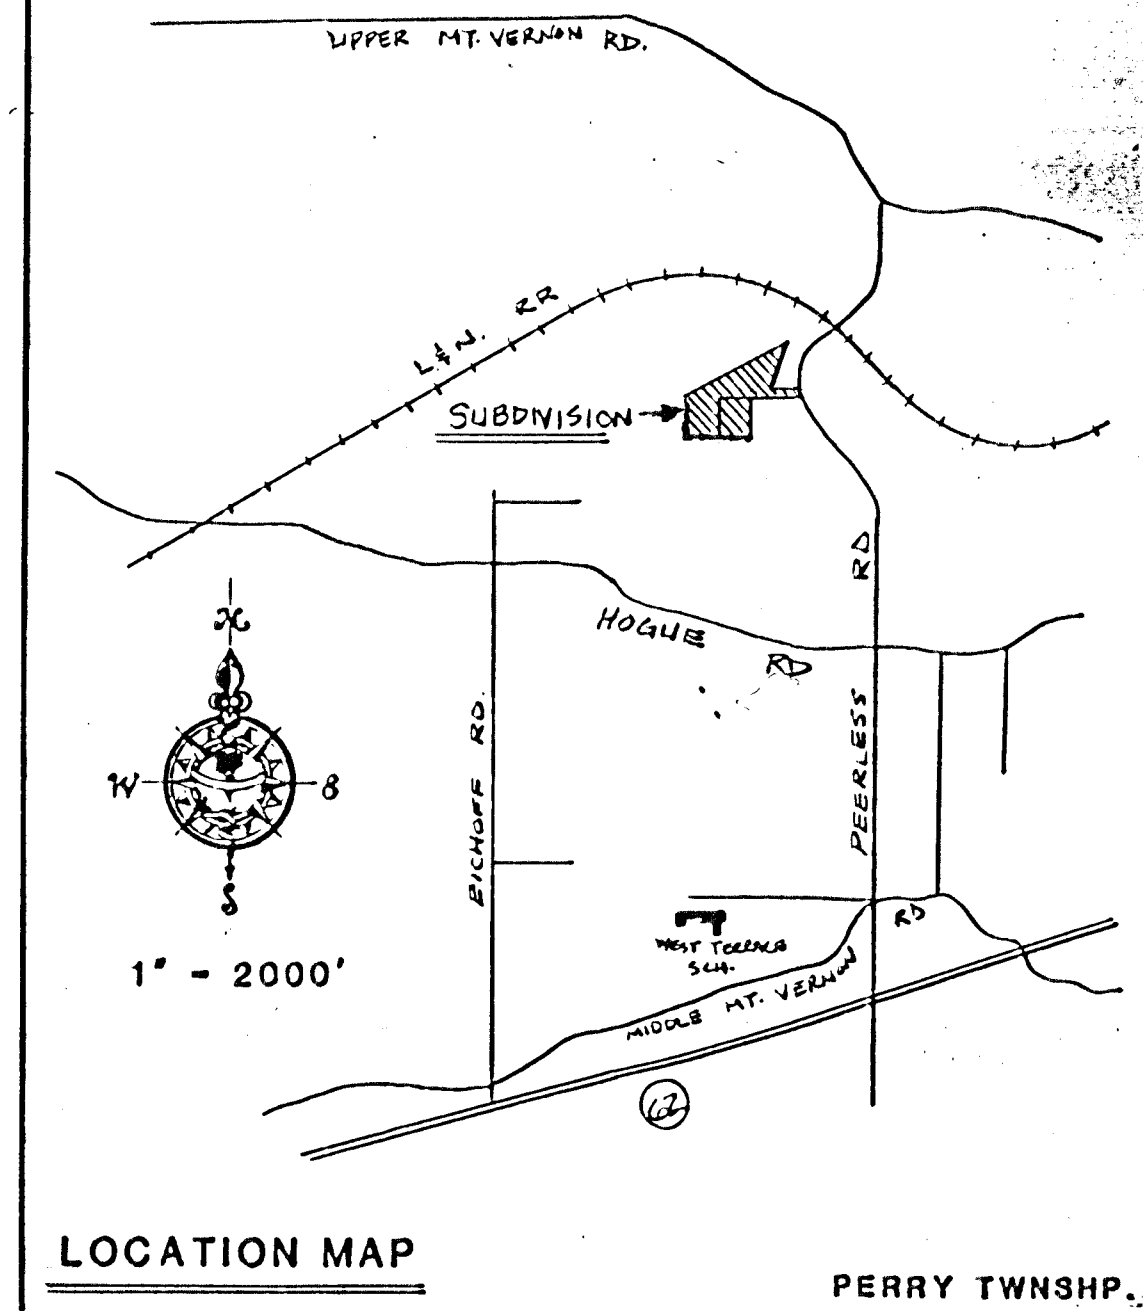 UPPER MT. VERNON RD.
L.&N. RR
SUBDIVISION
HOGUE RD
PEERLESS RD
EICHOFF RD.
N
W
S
1" - 2000'
WEST TERRACE
SCH.
MIDDLE MT. VERNON RD
62
LOCATION MAP
PERRY TWNSHP.